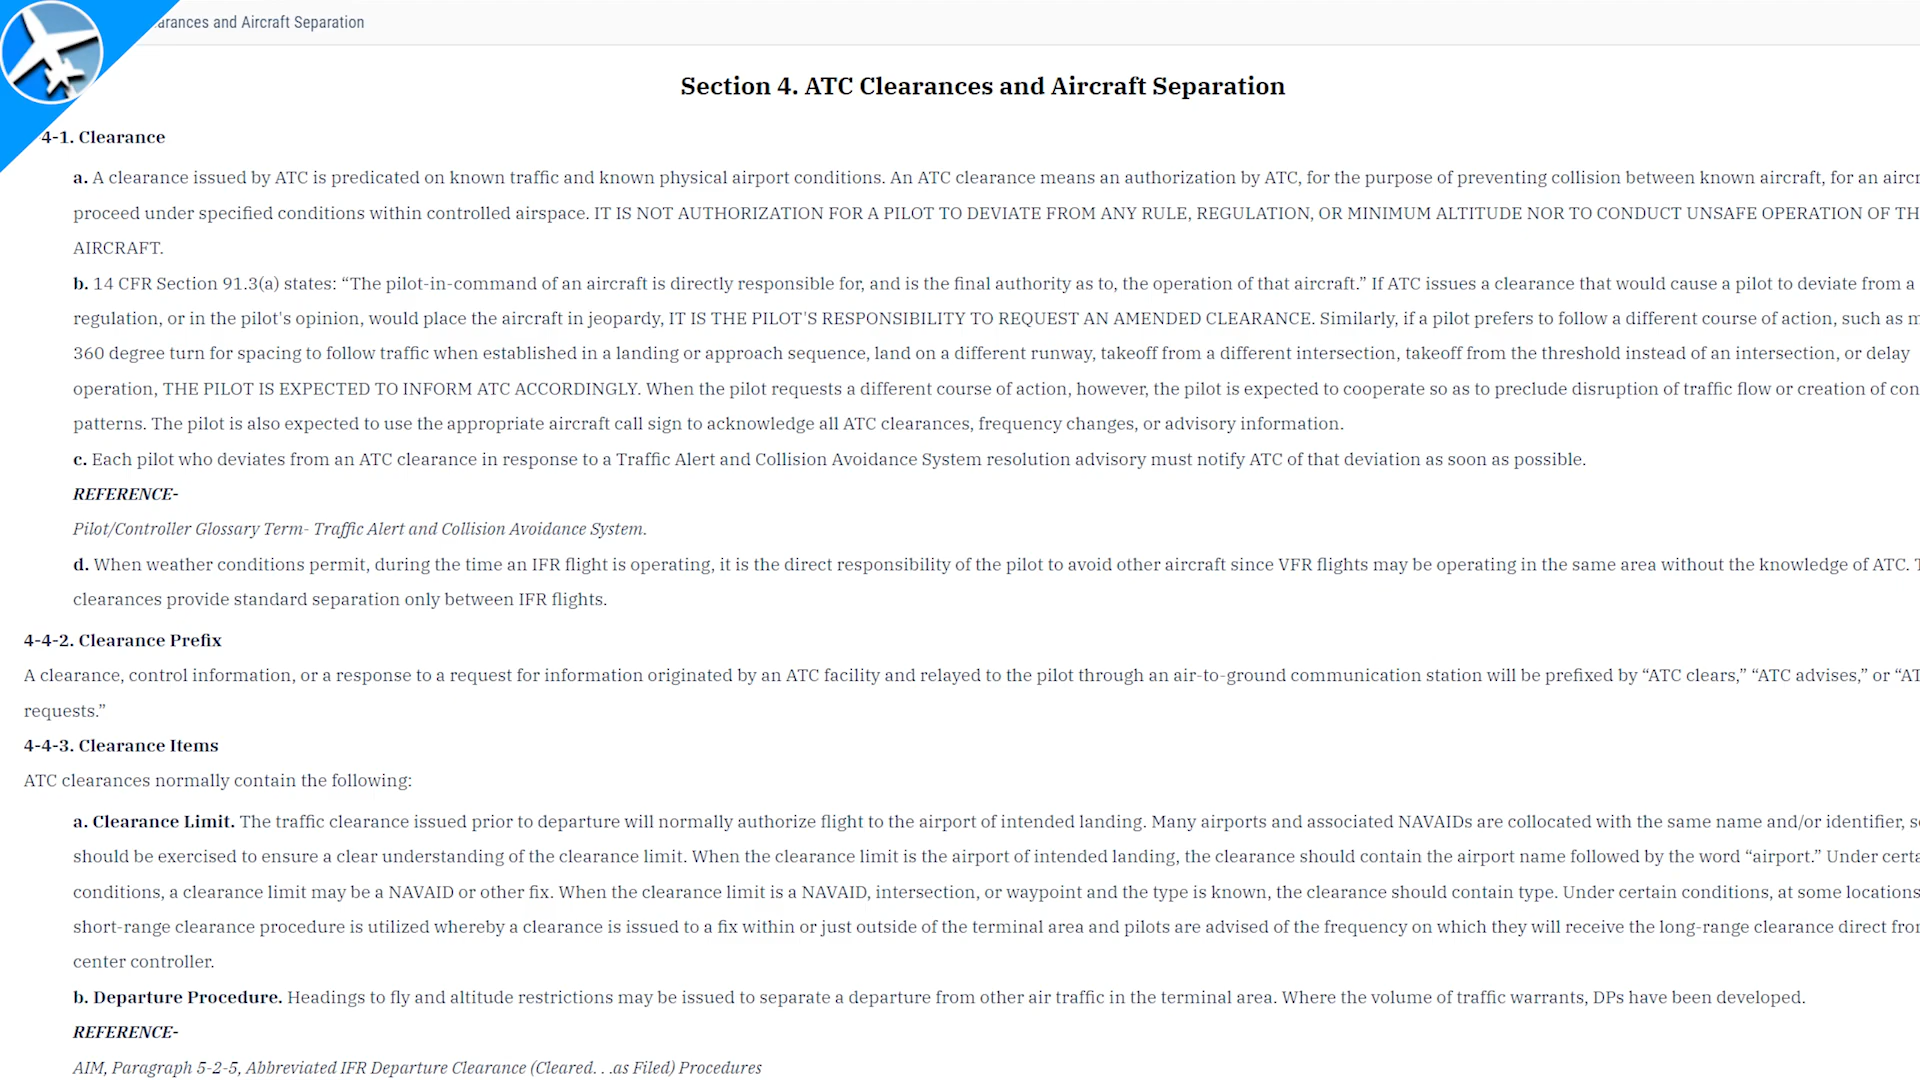 arances and Aircraft Separation
Section 4. ATC Clearances and Aircraft Separation
4-1. Clearance
a. A clearance issued by ATC is predicated on known traffic and known physical airport conditions. An ATC clearance means an authorization by ATC, for the purpose of preventing collision between known aircraft, for an aircr
proceed under specified conditions within controlled airspace. IT IS NOT AUTHORIZATION FOR A PILOT TO DEVIATE FROM ANY RULE, REGULATION, OR MINIMUM ALTITUDE NOR TO CONDUCT UNSAFE OPERATION OF TH
AIRCRAFT.
b. 14 CFR Section 91.3(a) states: “The pilot-in-command of an aircraft is directly responsible for, and is the final authority as to, the operation of that aircraft.” If ATC issues a clearance that would cause a pilot to deviate from a
regulation, or in the pilot's opinion, would place the aircraft in jeopardy, IT IS THE PILOT'S RESPONSIBILITY TO REQUEST AN AMENDED CLEARANCE. Similarly, if a pilot prefers to follow a different course of action, such as m
360 degree turn for spacing to follow traffic when established in a landing or approach sequence, land on a different runway, takeoff from a different intersection, takeoff from the threshold instead of an intersection, or delay
operation, THE PILOT IS EXPECTED TO INFORM ATC ACCORDINGLY. When the pilot requests a different course of action, however, the pilot is expected to cooperate so as to preclude disruption of traffic flow or creation of con
patterns. The pilot is also expected to use the appropriate aircraft call sign to acknowledge all ATC clearances, frequency changes, or advisory information.
c. Each pilot who deviates from an ATC clearance in response to a Traffic Alert and Collision Avoidance System resolution advisory must notify ATC of that deviation as soon as possible.
REFERENCE-
Pilot/Controller Glossary Term- Traffic Alert and Collision Avoidance System.
d. When weather conditions permit, during the time an IFR flight is operating, it is the direct responsibility of the pilot to avoid other aircraft since VFR flights may be operating in the same area without the knowledge of ATC. T
clearances provide standard separation only between IFR flights.
4-4-2. Clearance Prefix
A clearance, control information, or a response to a request for information originated by an ATC facility and relayed to the pilot through an air-to-ground communication station will be prefixed by “ATC clears,” “ATC advises,” or “AT
requests.”
4-4-3. Clearance Items
ATC clearances normally contain the following:
a. Clearance Limit. The traffic clearance issued prior to departure will normally authorize flight to the airport of intended landing. Many airports and associated NAVAIDs are collocated with the same name and/or identifier, s
should be exercised to ensure a clear understanding of the clearance limit. When the clearance limit is the airport of intended landing, the clearance should contain the airport name followed by the word “airport.” Under certa
conditions, a clearance limit may be a NAVAID or other fix. When the clearance limit is a NAVAID, intersection, or waypoint and the type is known, the clearance should contain type. Under certain conditions, at some locations
short-range clearance procedure is utilized whereby a clearance is issued to a fix within or just outside of the terminal area and pilots are advised of the frequency on which they will receive the long-range clearance direct fro
center controller.
b. Departure Procedure. Headings to fly and altitude restrictions may be issued to separate a departure from other air traffic in the terminal area. Where the volume of traffic warrants, DPs have been developed.
REFERENCE-
AIM, Paragraph 5-2-5, Abbreviated IFR Departure Clearance (Cleared. . .as Filed) Procedures